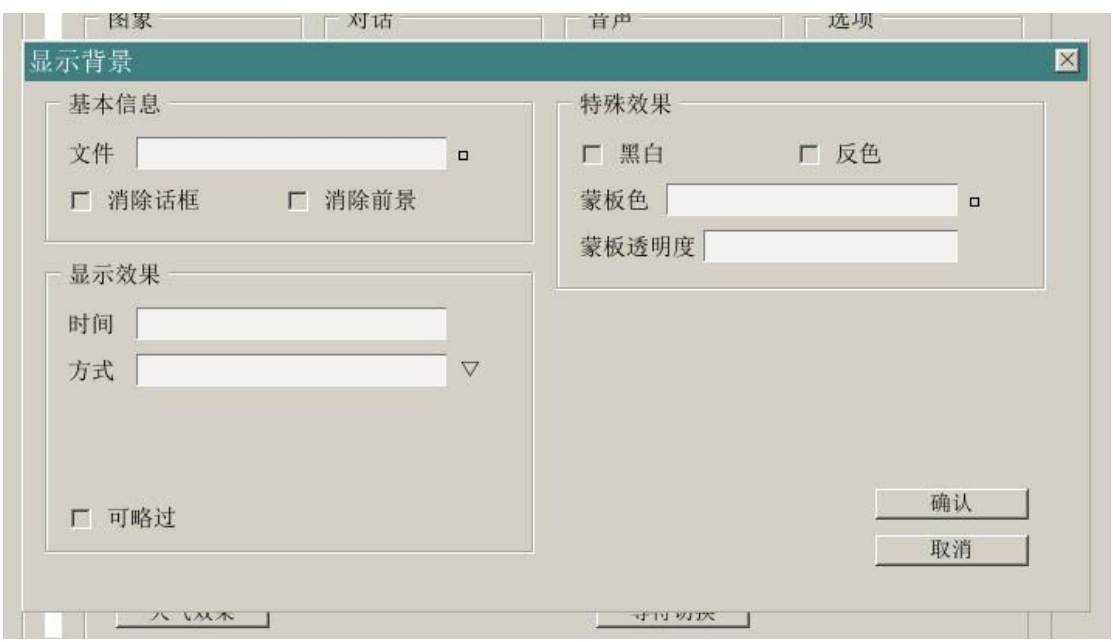 图象 对话 音声 选项
显示背景
基本信息
文件
消除话框 消除前景
显示效果
时间
方式
可略过
特殊效果
黑白 反色
蒙板色
蒙板透明度
确认
取消